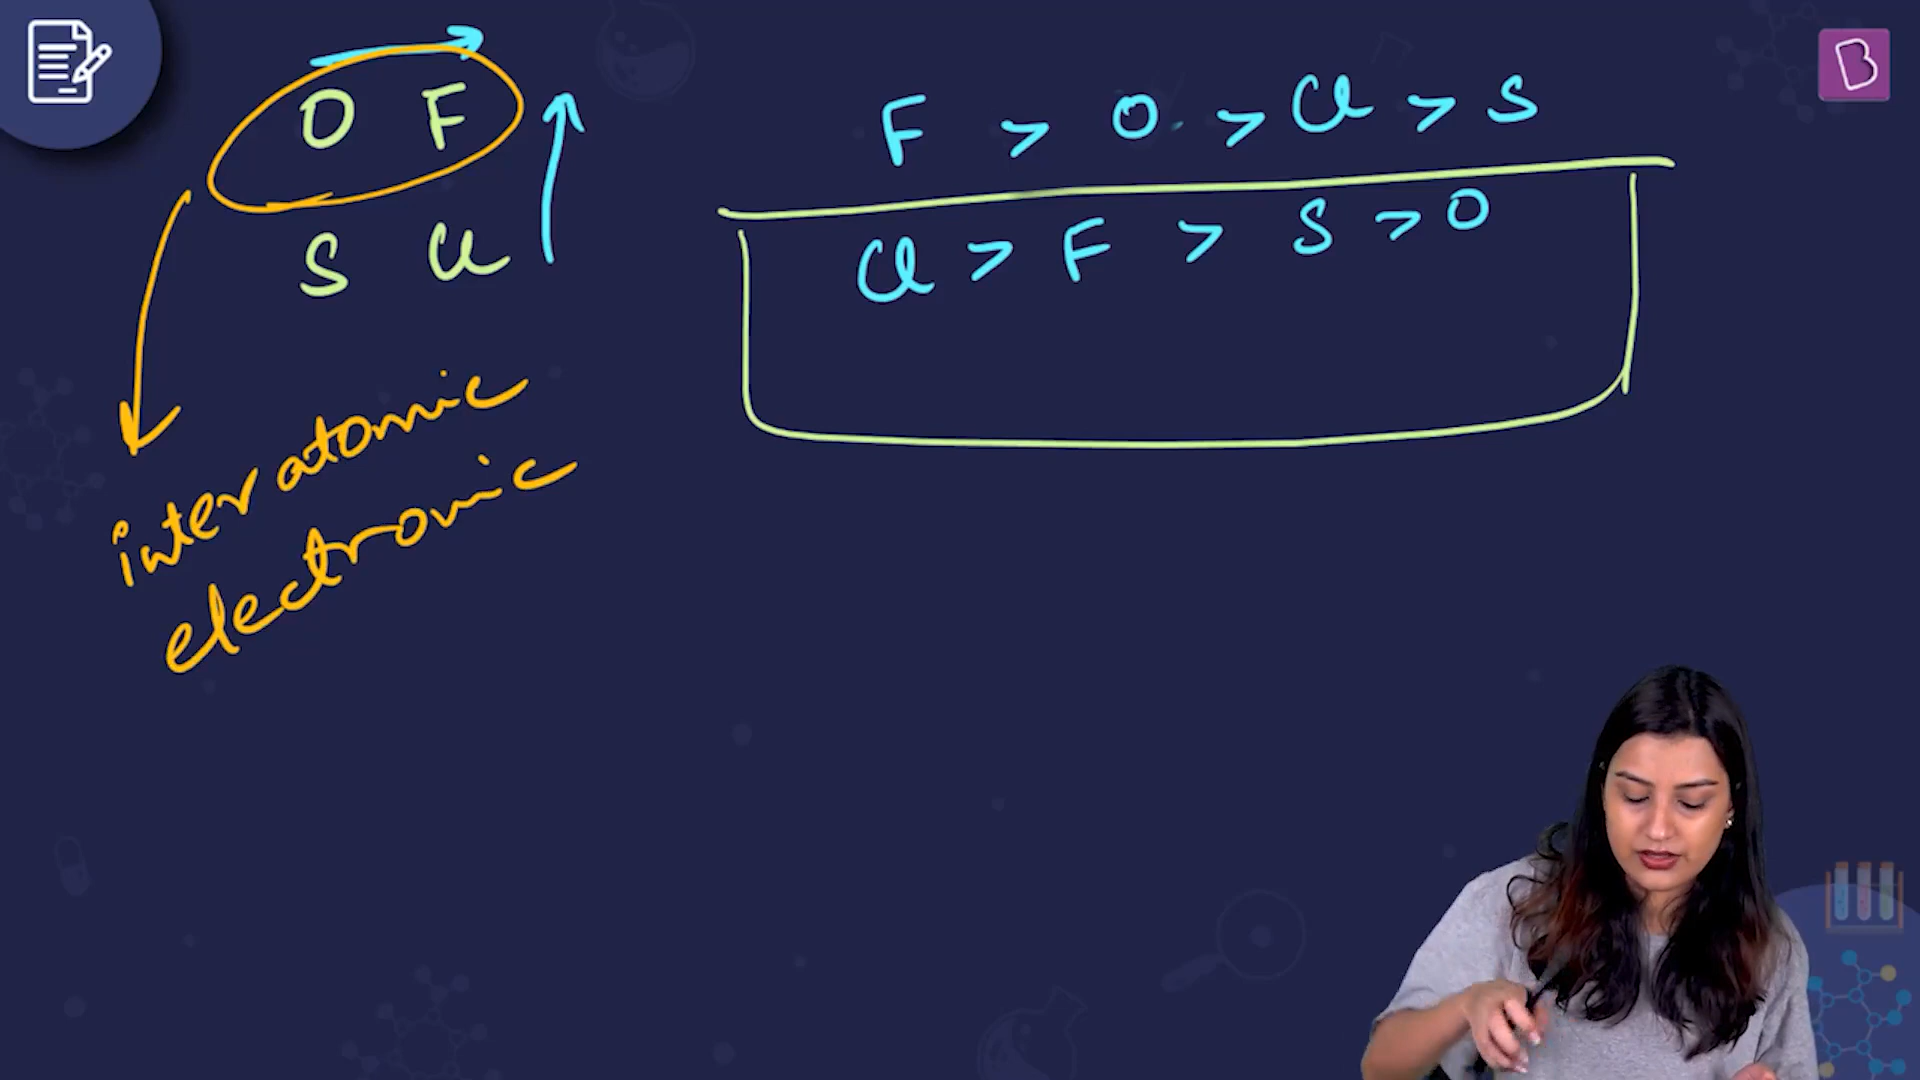 O F
S Cl
interatomic
electronic
F > O > Cl > S
Cl > F > S > O
B